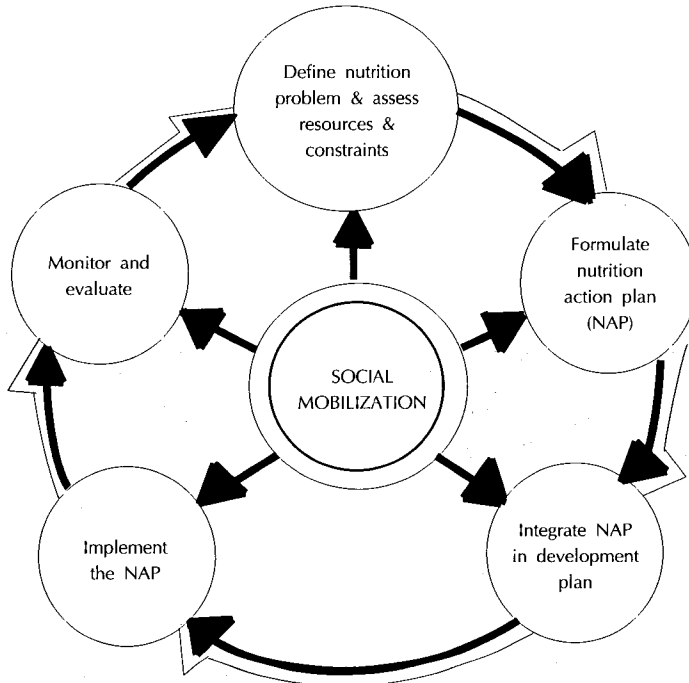 Define nutrition
problem & assess
resources &
constraints
Formulate
nutrition
action plan
(NAP)
Integrate NAP
in development
plan
Implement
the NAP
Monitor and
evaluate
SOCIAL
MOBILIZATION